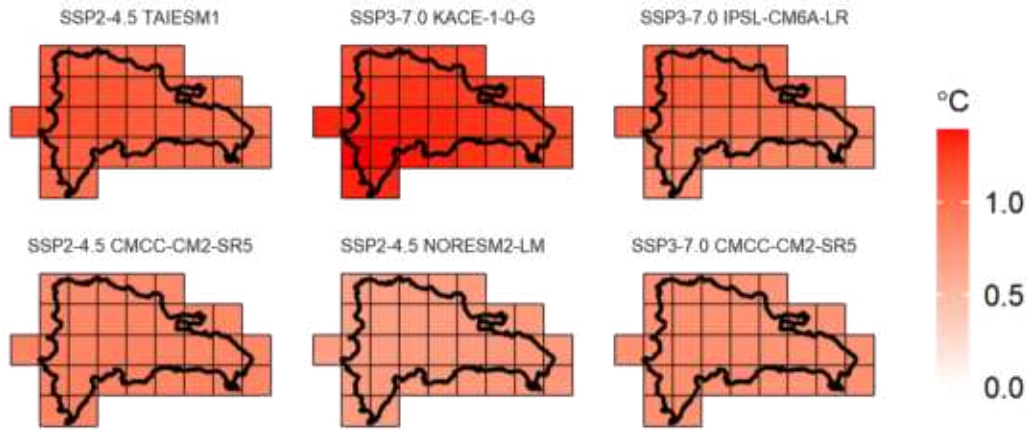 SSP2-4.5 TAIESM1
SSP3-7.0 KACE-1-0-G
SSP3-7.0 IPSL-CM6A-LR
°C
1.0
0.5
0.0
SSP2-4.5 CMCC-CM2-SR5
SSP2-4.5 NORESM2-LM
SSP3-7.0 CMCC-CM2-SR5